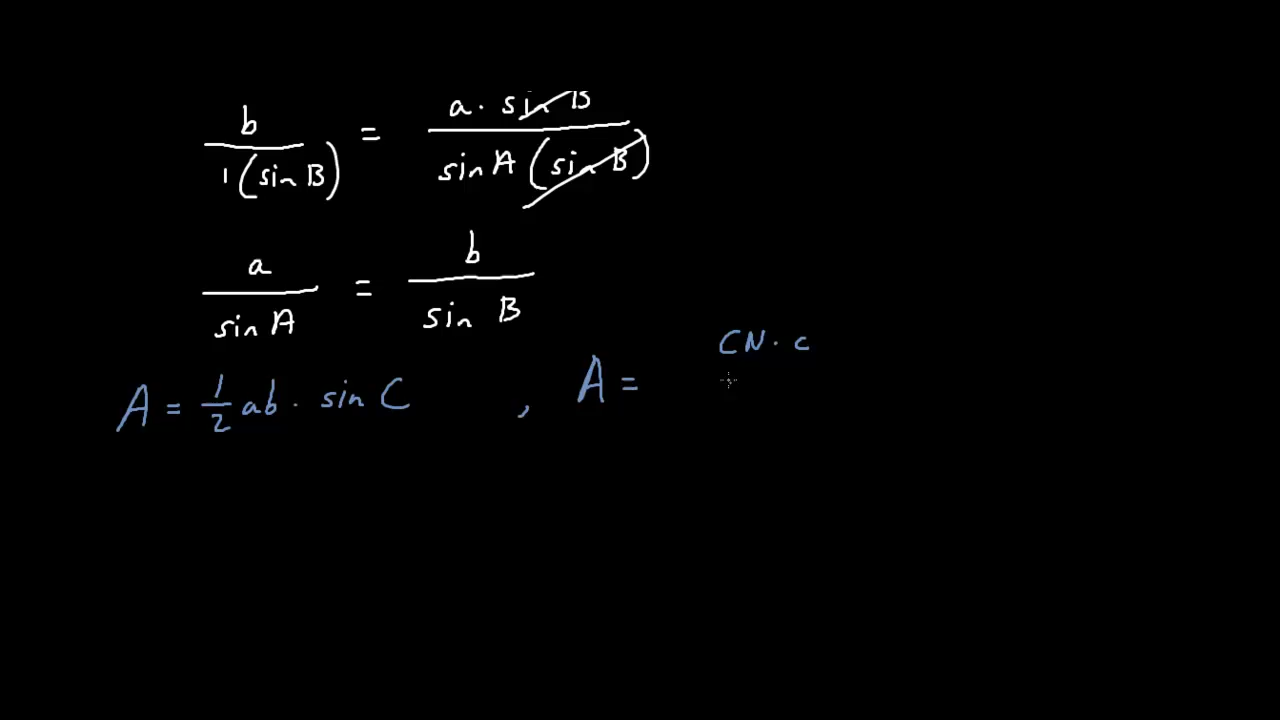 b / 1(sin B) = a · sin B / sin A (sin B)
a / sin A = b / sin B
A = 1/2 ab · sin C , A = CN · c